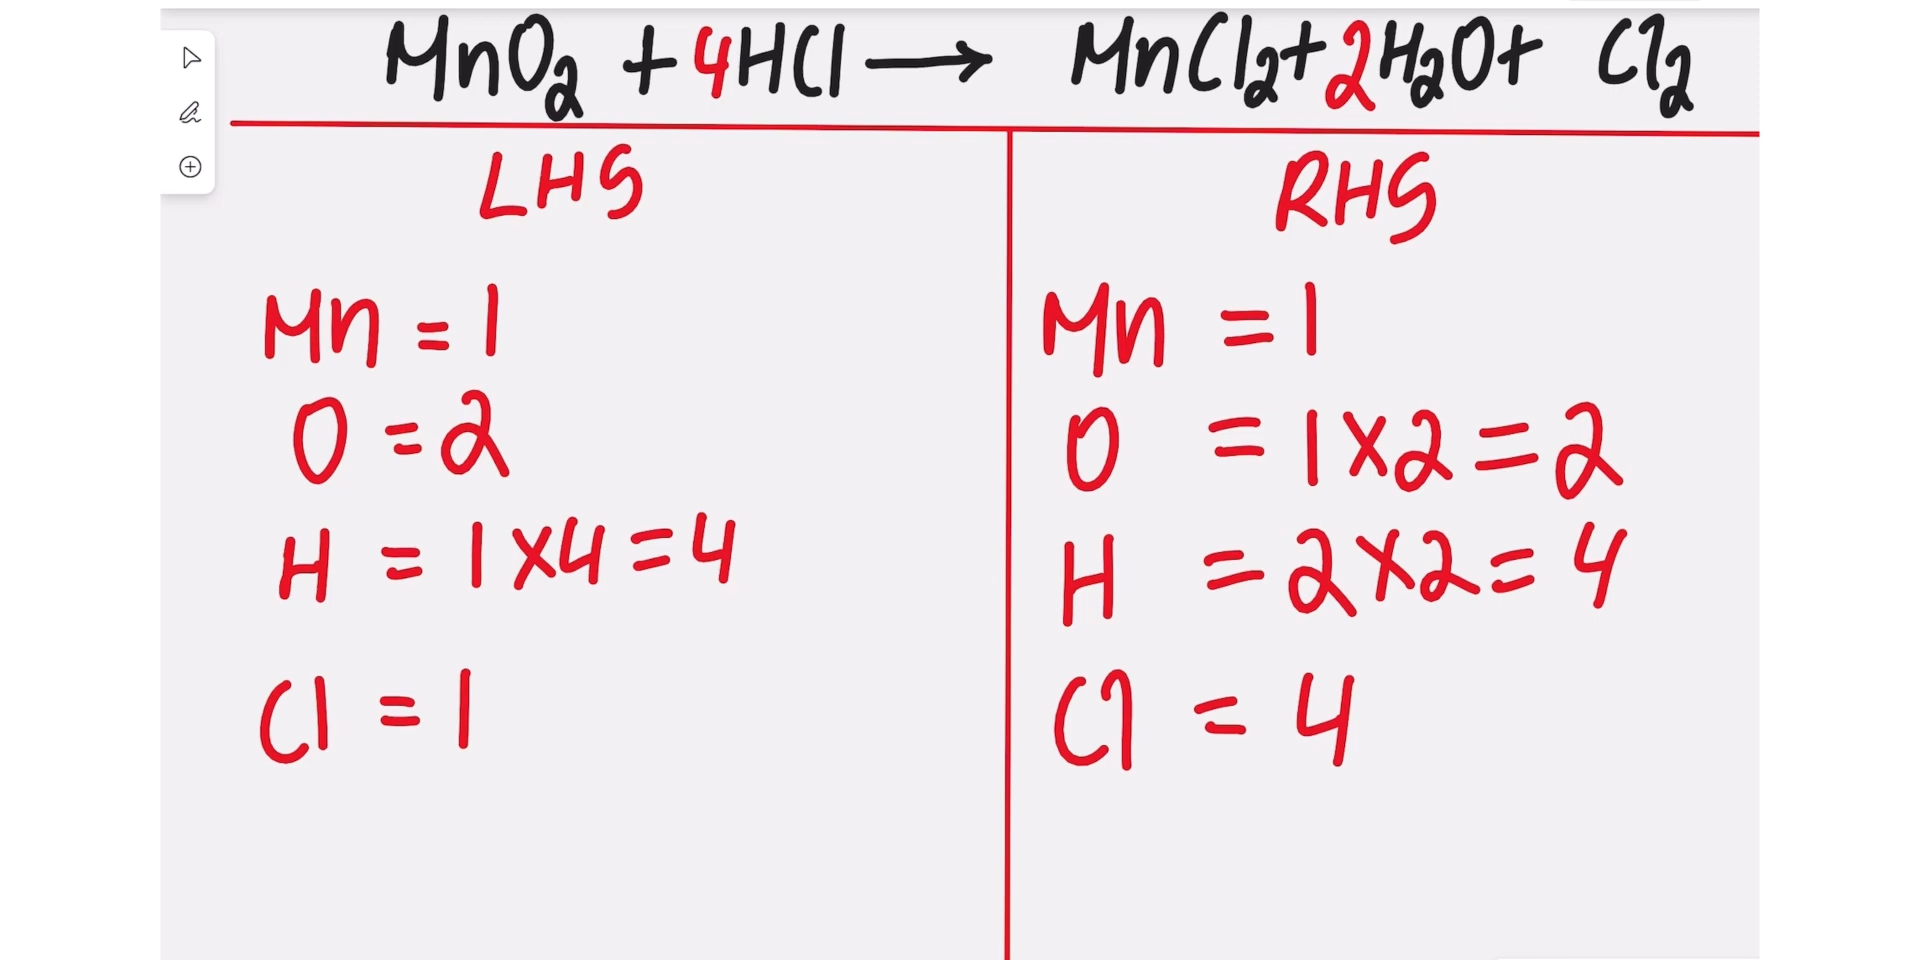 MnO₂ + 4HCl → MnCl₂ + 2H₂O + Cl₂
LHS
RHS
Mn = 1
O = 2
H = 1×4 = 4
Cl = 1
Mn = 1
O = 1×2 = 2
H = 2×2 = 4
Cl = 4